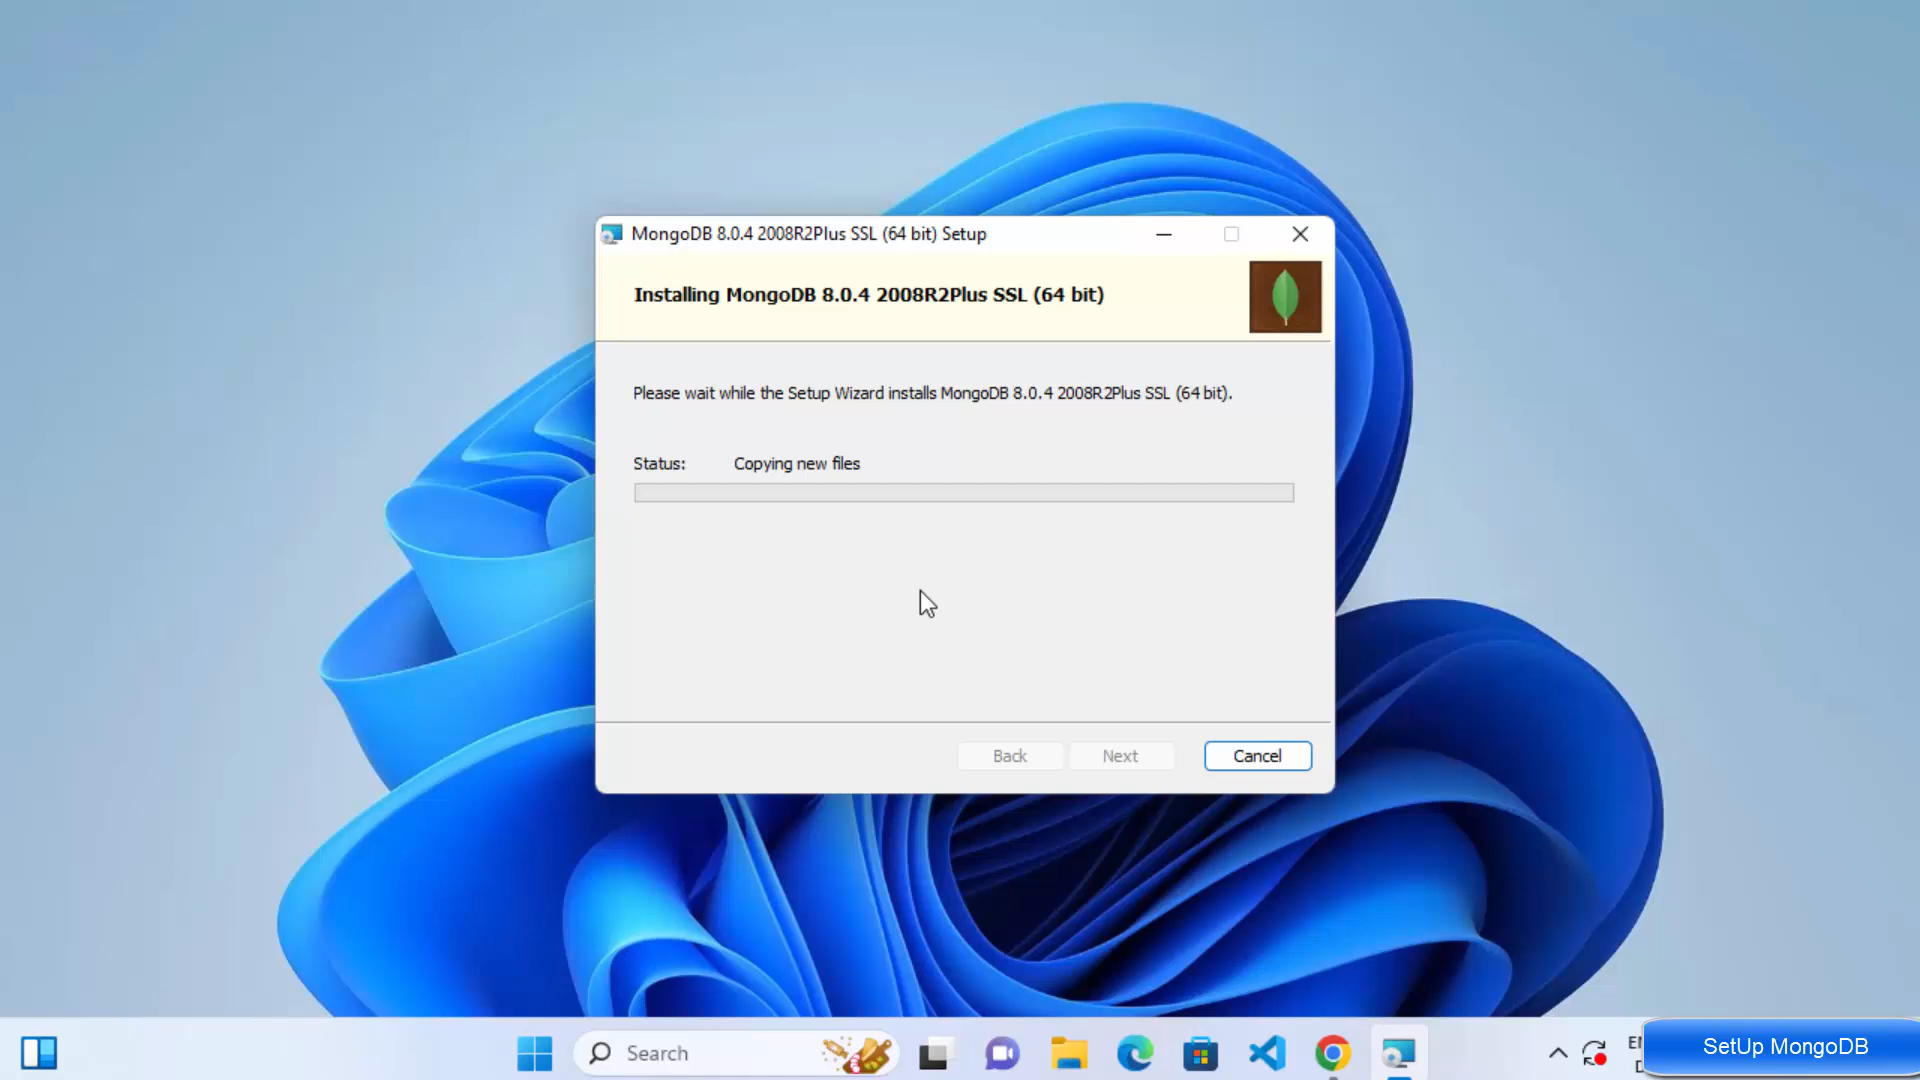 MongoDB 8.0.4 2008R2Plus SSL (64 bit) Setup
Installing MongoDB 8.0.4 2008R2Plus SSL (64 bit)
Please wait while the Setup Wizard installs MongoDB 8.0.4 2008R2Plus SSL (64 bit).
Status: Copying new files
Back Next Cancel
Search
SetUp MongoDB